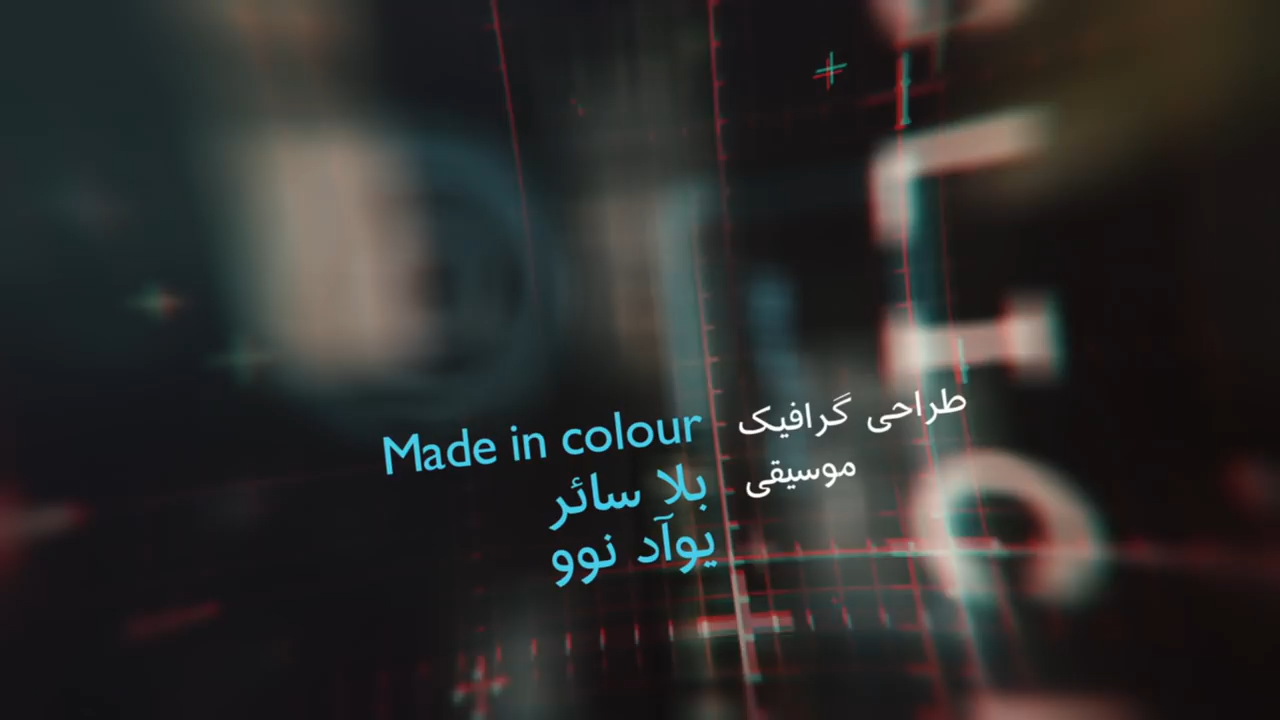 طراحی گرافیک
Made in colour
موسیقی
بلا سائر
یوآد نوو